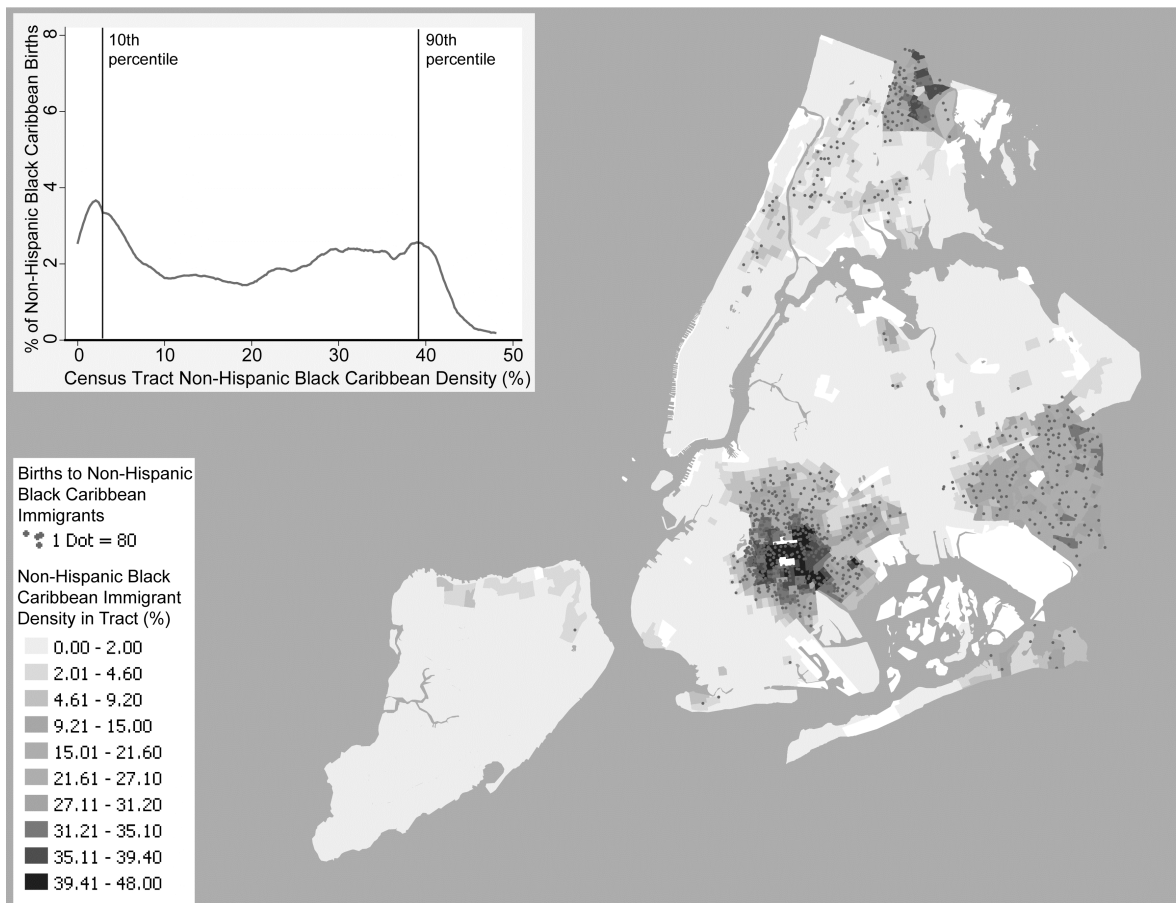 % of Non-Hispanic Black Caribbean Births
8
6
4
2
0
10th
percentile
90th
percentile
0 10 20 30 40 50
Census Tract Non-Hispanic Black Caribbean Density (%)
Births to Non-Hispanic
Black Caribbean
Immigrants
1 Dot = 80
Non-Hispanic Black
Caribbean Immigrant
Density in Tract (%)
0.00 - 2.00
2.01 - 4.60
4.61 - 9.20
9.21 - 15.00
15.01 - 21.60
21.61 - 27.10
27.11 - 31.20
31.21 - 35.10
35.11 - 39.40
39.41 - 48.00